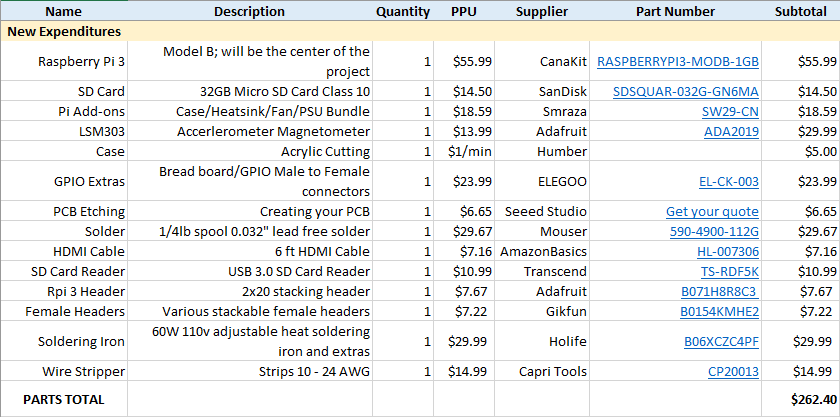 Name Description Quantity PPU Supplier Part Number Subtotal
New Expenditures
Raspberry Pi 3 Model B; will be the center of the
project 1 $55.99 CanaKit RASPBERRYPI3-MODB-1GB $55.99
SD Card 32GB Micro SD Card Class 10 1 $14.50 SanDisk SDSQUAR-032G-GN6MA $14.50
Pi Add-ons Case/Heatsink/Fan/PSU Bundle 1 $18.59 Smraza SW29-CN $18.59
LSM303 Accerlerometer Magnetometer 1 $13.99 Adafruit ADA2019 $29.99
Case Acrylic Cutting 1 $1/min Humber $5.00
GPIO Extras Bread board/GPIO Male to Female
connectors 1 $23.99 ELEGOO EL-CK-003 $23.99
PCB Etching Creating your PCB 1 $6.65 Seeed Studio Get your quote $6.65
Solder 1/4lb spool 0.032" lead free solder 1 $29.67 Mouser 590-4900-112G $29.67
HDMI Cable 6 ft HDMI Cable 1 $7.16 AmazonBasics HL-007306 $7.16
SD Card Reader USB 3.0 SD Card Reader 1 $10.99 Transcend TS-RDF5K $10.99
Rpi 3 Header 2x20 stacking header 1 $7.67 Adafruit B071H8R8C3 $7.67
Female Headers Various stackable female headers 1 $7.22 Gikfun B0154KMHE2 $7.22
Soldering Iron 60W 110v adjustable heat soldering
iron and extras 1 $29.99 Holife B06XCZC4PF $29.99
Wire Stripper Strips 10 - 24 AWG 1 $14.99 Capri Tools CP20013 $14.99
PARTS TOTAL $262.40